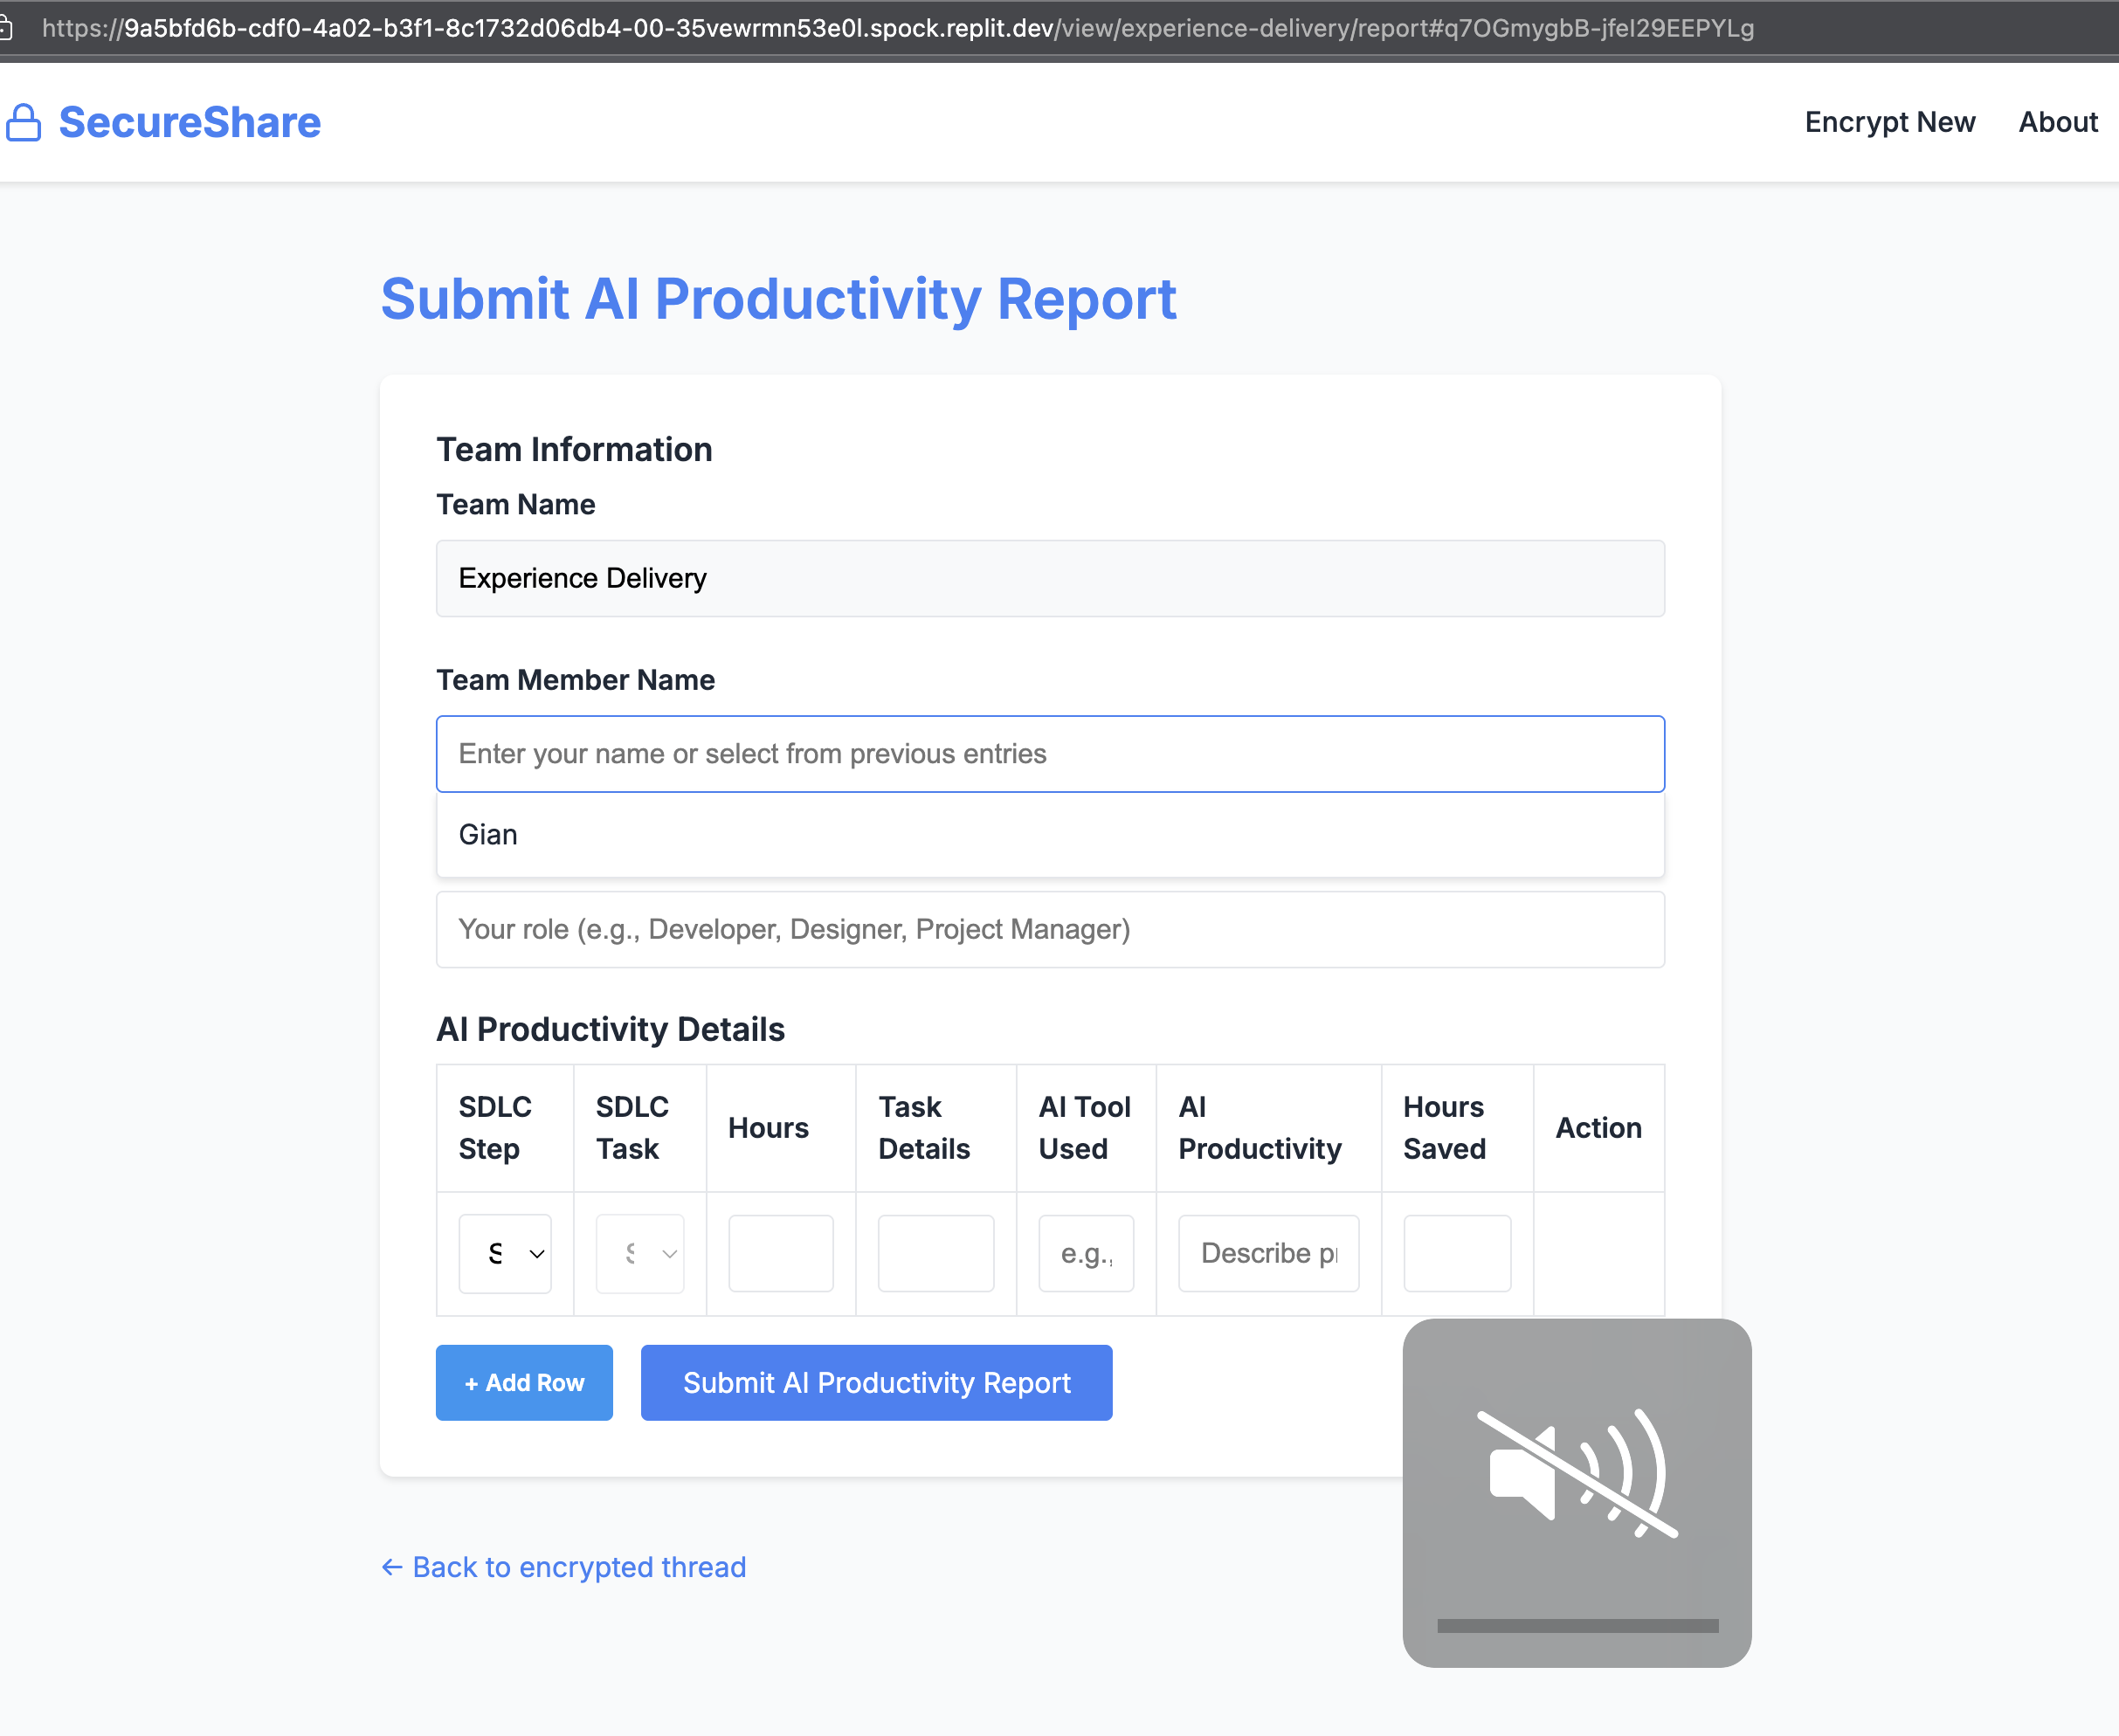 https://9a5bfd6b-cdf0-4a02-b3f1-8c1732d06db4-00-35vewrmn53e0l.spock.replit.dev/view/experience-delivery/report#q7OGmygbB-jfeI29EEPYLg
SecureShare
Encrypt New About
Submit AI Productivity Report
Team Information
Team Name
Experience Delivery
Team Member Name
Enter your name or select from previous entries
Gian
Your role (e.g., Developer, Designer, Project Manager)
AI Productivity Details
SDLC Step
SDLC Task
Hours
Task Details
AI Tool Used
AI Productivity
Hours Saved
Action
e.g.,
Describe
+ Add Row
Submit AI Productivity Report
← Back to encrypted thread